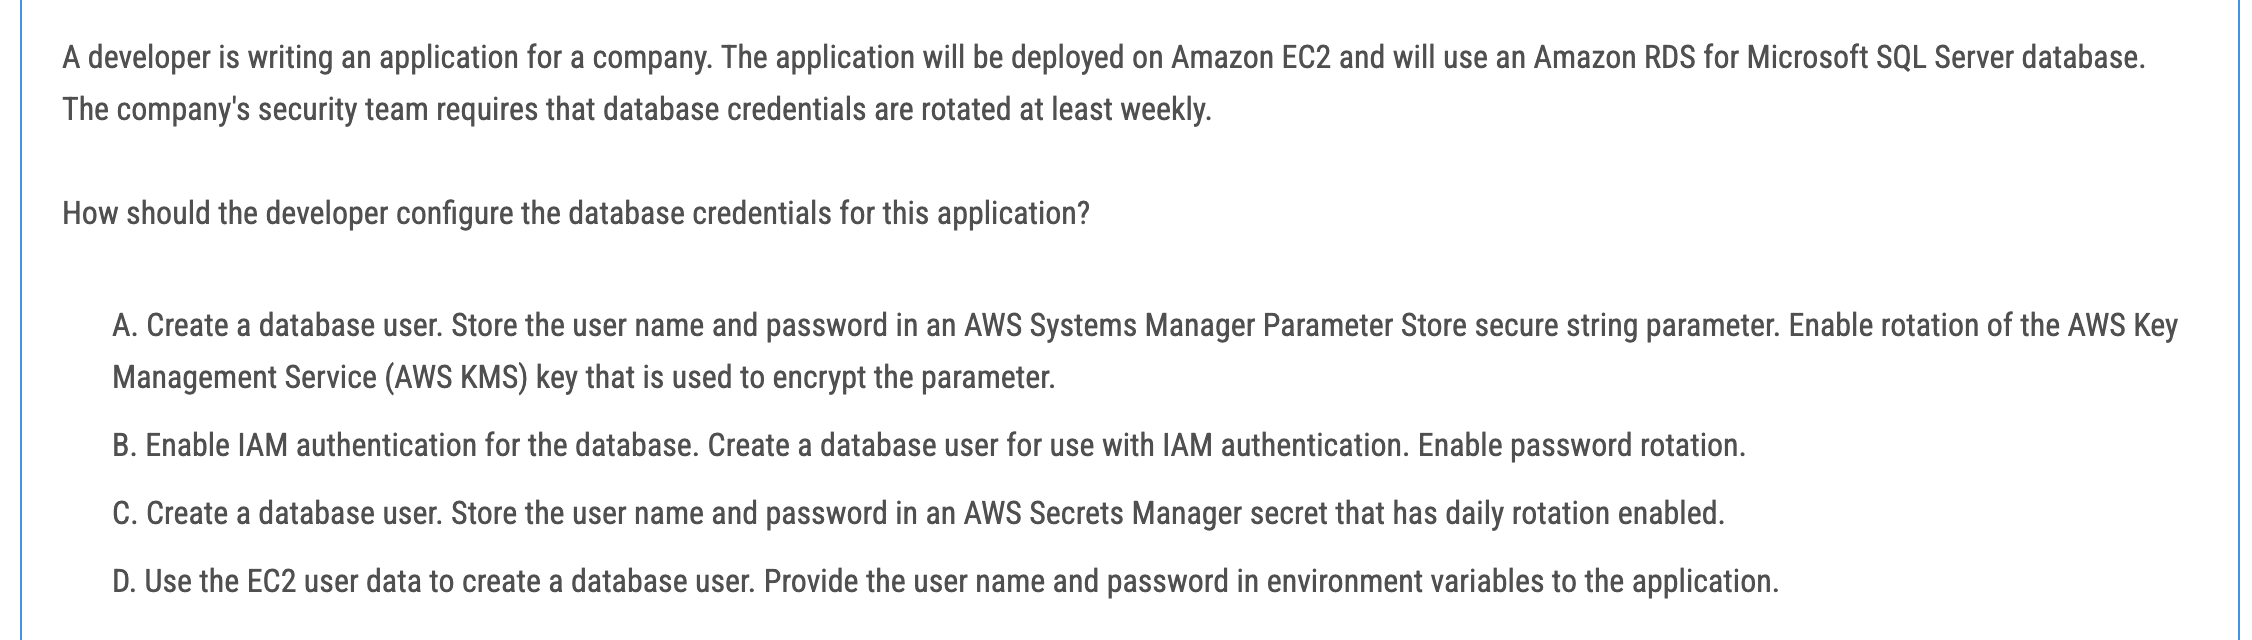 A developer is writing an application for a company. The application will be deployed on Amazon EC2 and will use an Amazon RDS for Microsoft SQL Server database.
The company's security team requires that database credentials are rotated at least weekly.
How should the developer configure the database credentials for this application?
A. Create a database user. Store the user name and password in an AWS Systems Manager Parameter Store secure string parameter. Enable rotation of the AWS Key
Management Service (AWS KMS) key that is used to encrypt the parameter.
B. Enable IAM authentication for the database. Create a database user for use with IAM authentication. Enable password rotation.
C. Create a database user. Store the user name and password in an AWS Secrets Manager secret that has daily rotation enabled.
D. Use the EC2 user data to create a database user. Provide the user name and password in environment variables to the application.